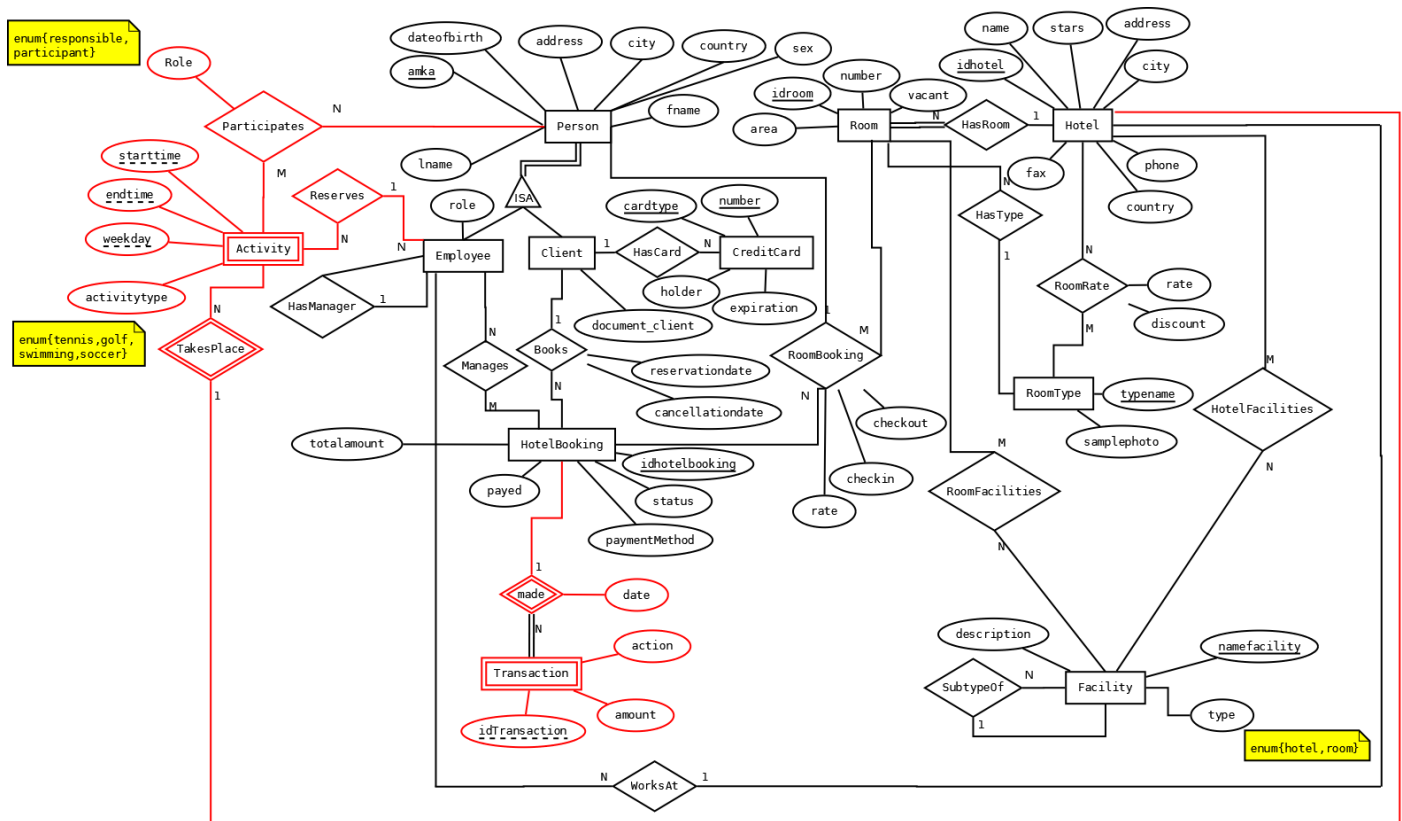 enum{responsible,
participant}
Role
dateofbirth
address
city
country
sex
amka
fname
lname
Person
N
Participates
M
name
stars
address
idhotel
city
number
idroom
vacant
area
Room
N
HasRoom
1
Hotel
fax
phone
country
starttime
endtime
weekday
Activity
activitytype
Reserves
1
N
ISA
role
N
Employee
HasManager
1
Client
1
HasCard
N
cardtype
number
CreditCard
holder
expiration
document_client
N
HasType
1
N
RoomRate
rate
discount
M
RoomType
typename
samplephoto
enum{tennis,golf,
swimming,soccer}
N
TakesPlace
1
N
Manages
M
1
Books
N
reservationdate
cancellationdate
1
M
RoomBooking
N
checkout
checkin
rate
M
HotelFacilities
N
totalamount
HotelBooking
idhotelbooking
payed
status
paymentMethod
M
RoomFacilities
N
1
made
date
N
Transaction
action
amount
idTransaction
description
namefacility
SubtypeOf
N
1
Facility
type
enum{hotel,room}
N
WorksAt
1